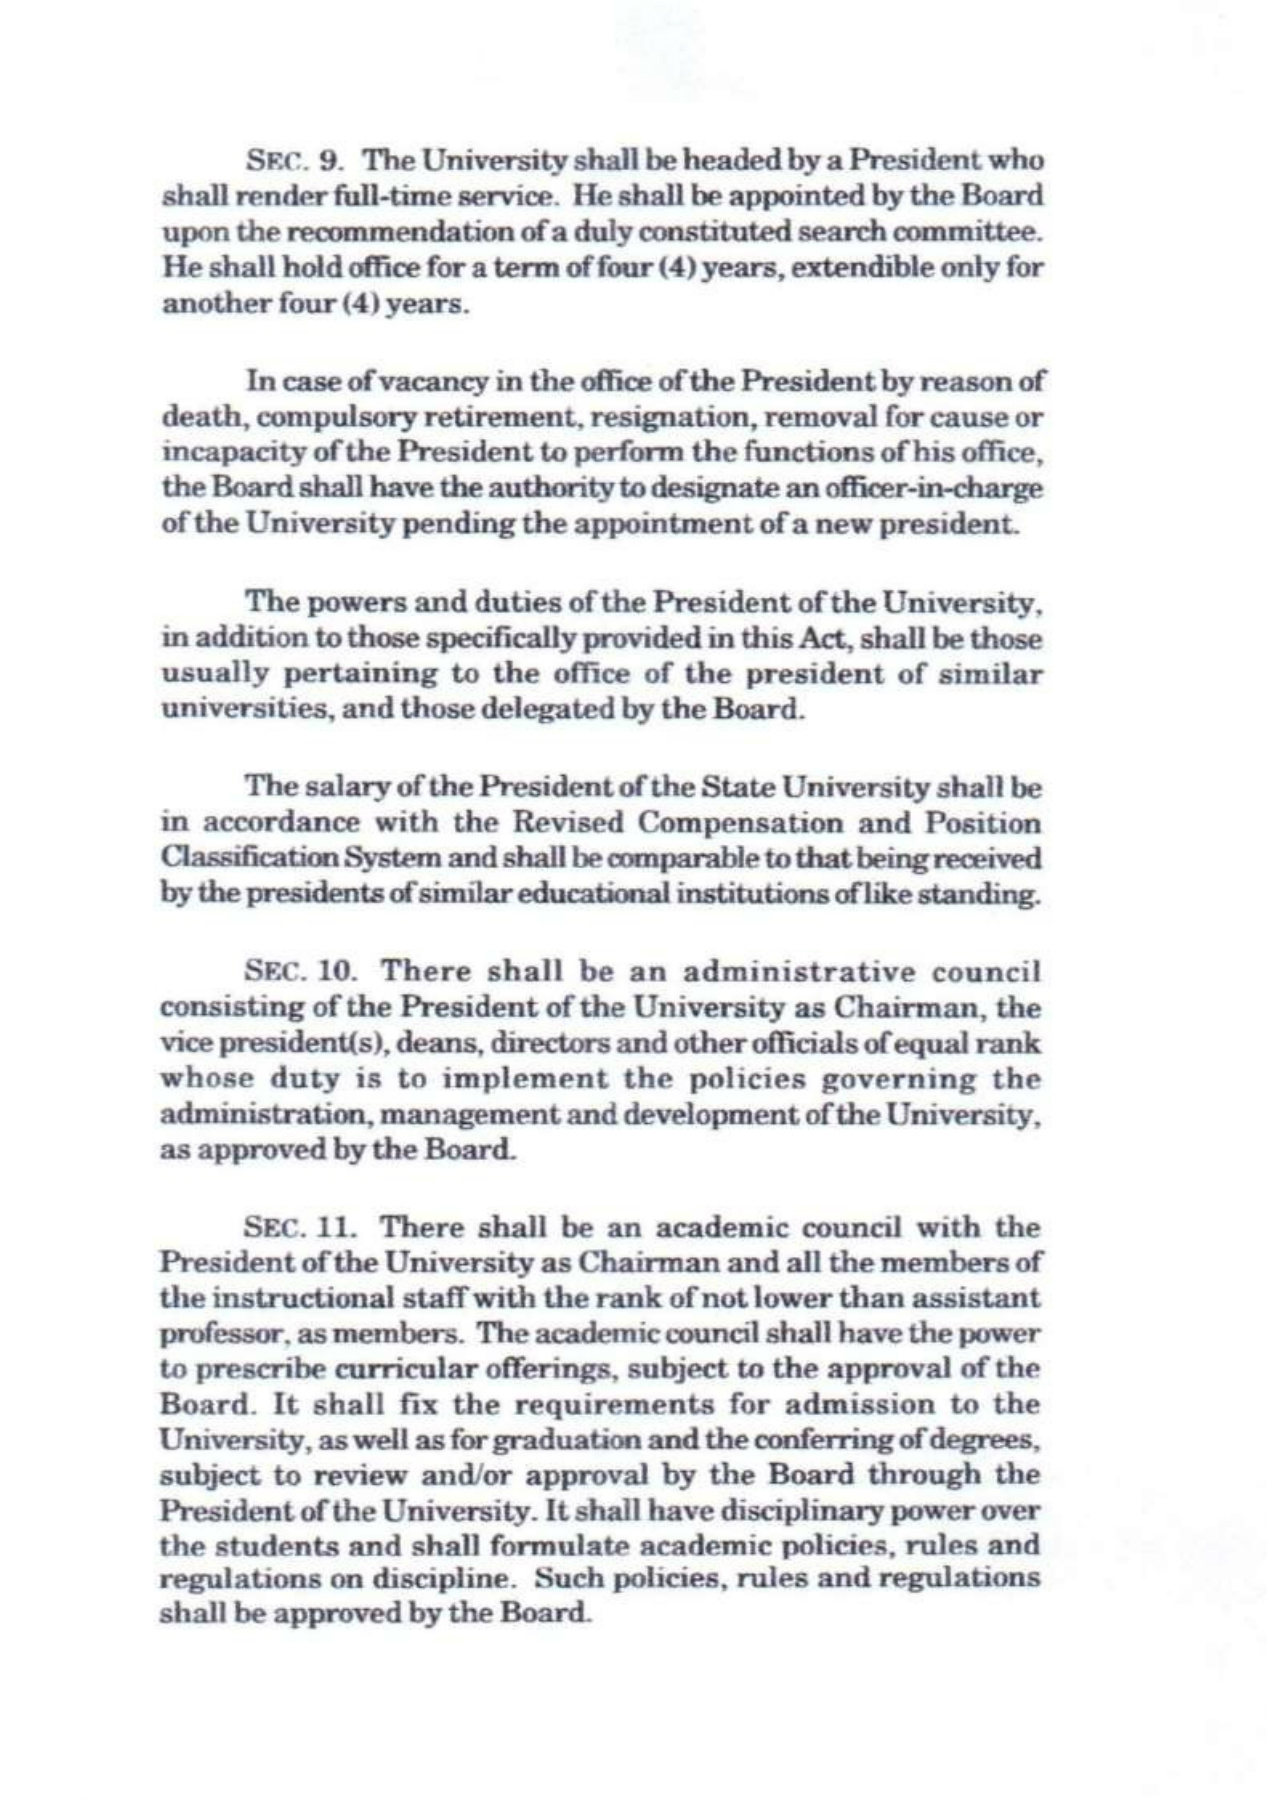 SEC. 9. The University shall be headed by a President who
shall render full-time service. He shall be appointed by the Board
upon the recommendation of a duly constituted search committee.
He shall hold office for a term of four (4) years, extendible only for
another four (4) years.
In case of vacancy in the office of the President by reason of
death, compulsory retirement, resignation, removal for cause or
incapacity of the President to perform the functions of his office,
the Board shall have the authority to designate an officer-in-charge
of the University pending the appointment of a new president.
The powers and duties of the President of the University,
in addition to those specifically provided in this Act, shall be those
usually pertaining to the office of the president of similar
universities, and those delegated by the Board.
The salary of the President of the State University shall be
in accordance with the Revised Compensation and Position
Classification System and shall be comparable to that being received
by the presidents of similar educational institutions of like standing.
SEC. 10. There shall be an administrative council
consisting of the President of the University as Chairman, the
vice president(s), deans, directors and other officials of equal rank
whose duty is to implement the policies governing the
administration, management and development of the University,
as approved by the Board.
SEC. 11. There shall be an academic council with the
President of the University as Chairman and all the members of
the instructional staff with the rank of not lower than assistant
professor, as members. The academic council shall have the power
to prescribe curricular offerings, subject to the approval of the
Board. It shall fix the requirements for admission to the
University, as well as for graduation and the conferring of degrees,
subject to review and/or approval by the Board through the
President of the University. It shall have disciplinary power over
the students and shall formulate academic policies, rules and
regulations on discipline. Such policies, rules and regulations
shall be approved by the Board.